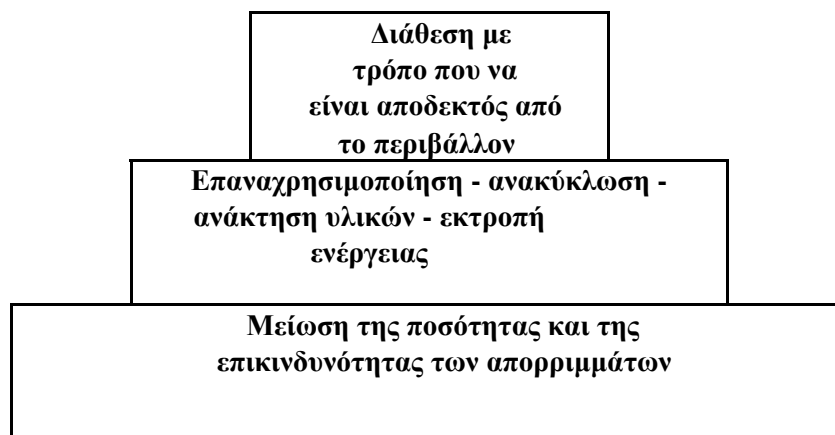 Διάθεση με
τρόπο που να
είναι αποδεκτός από
το περιβάλλον
Επαναχρησιμοποίηση - ανακύκλωση -
ανάκτηση υλικών - εκτροπή
ενέργειας
Μείωση της ποσότητας και της
επικινδυνότητας των απορριμμάτων